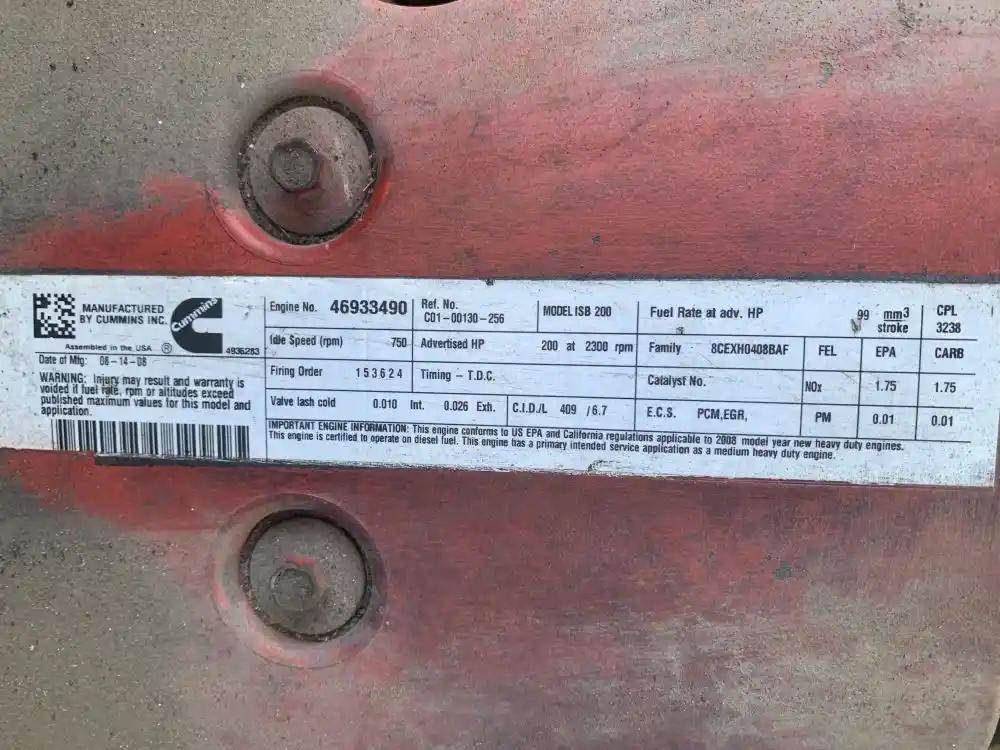 MANUFACTURED
BY CUMMINS INC.
Cummins
Assembled in the USA ® 4936283
Date of Mfg: 08-14-08
WARNING: Injury may result and warranty is
voided if fuel rate, rpm or altitudes exceed
published maximum values for this model and
application.
Engine No. 46933490
Ref. No.
C01-00130-256
MODEL ISB 200
Fuel Rate at adv. HP 99 mm3
stroke
CPL
3238
Idle Speed (rpm) 750
Advertised HP 200 at 2300 rpm
Family 8CEXH0408BAF
FEL EPA CARB
Firing Order 1 5 3 6 2 4
Timing – T.D.C.
Catalyst No.
NOx 1.75 1.75
Valve lash cold 0.010 Int. 0.026 Exh.
C.I.D./L 409 /6.7
E.C.S. PCM,EGR,
PM 0.01 0.01
IMPORTANT ENGINE INFORMATION: This engine conforms to US EPA and California regulations applicable to 2008 model year new heavy duty engines.
This engine is certified to operate on diesel fuel. This engine has a primary intended service application as a medium heavy duty engine.